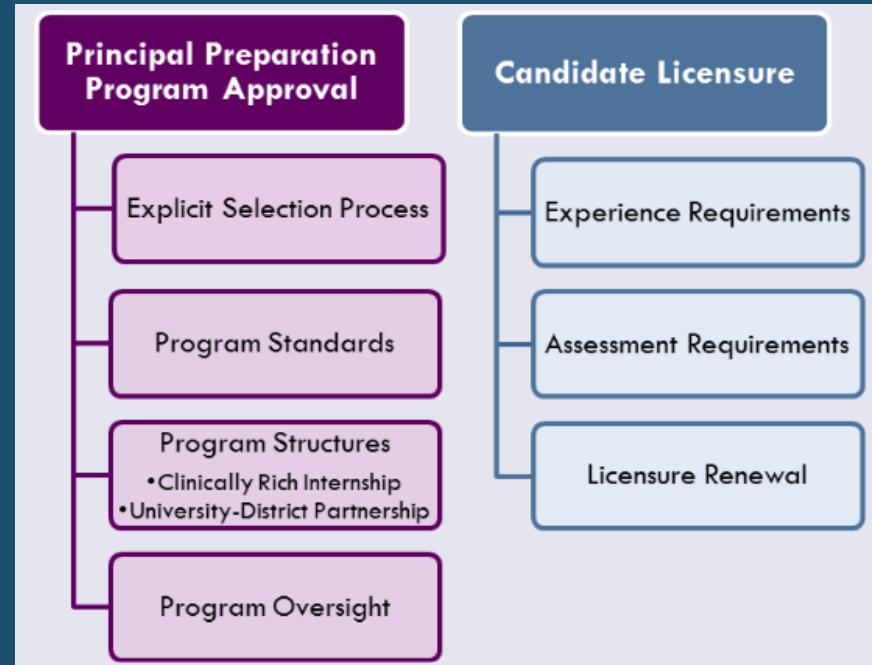 Principal Preparation
Program Approval
Explicit Selection Process
Program Standards
Program Structures
•Clinically Rich Internship
•University-District Partnership
Program Oversight
Candidate Licensure
Experience Requirements
Assessment Requirements
Licensure Renewal